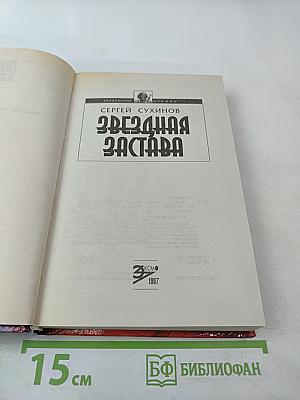 СЕРГЕЙ СУХИНОВ
ЗВЕЗДНАЯ
ЗАСТАВА
ЭКСМО
1997
15 см
БФ БИБЛИОФАН